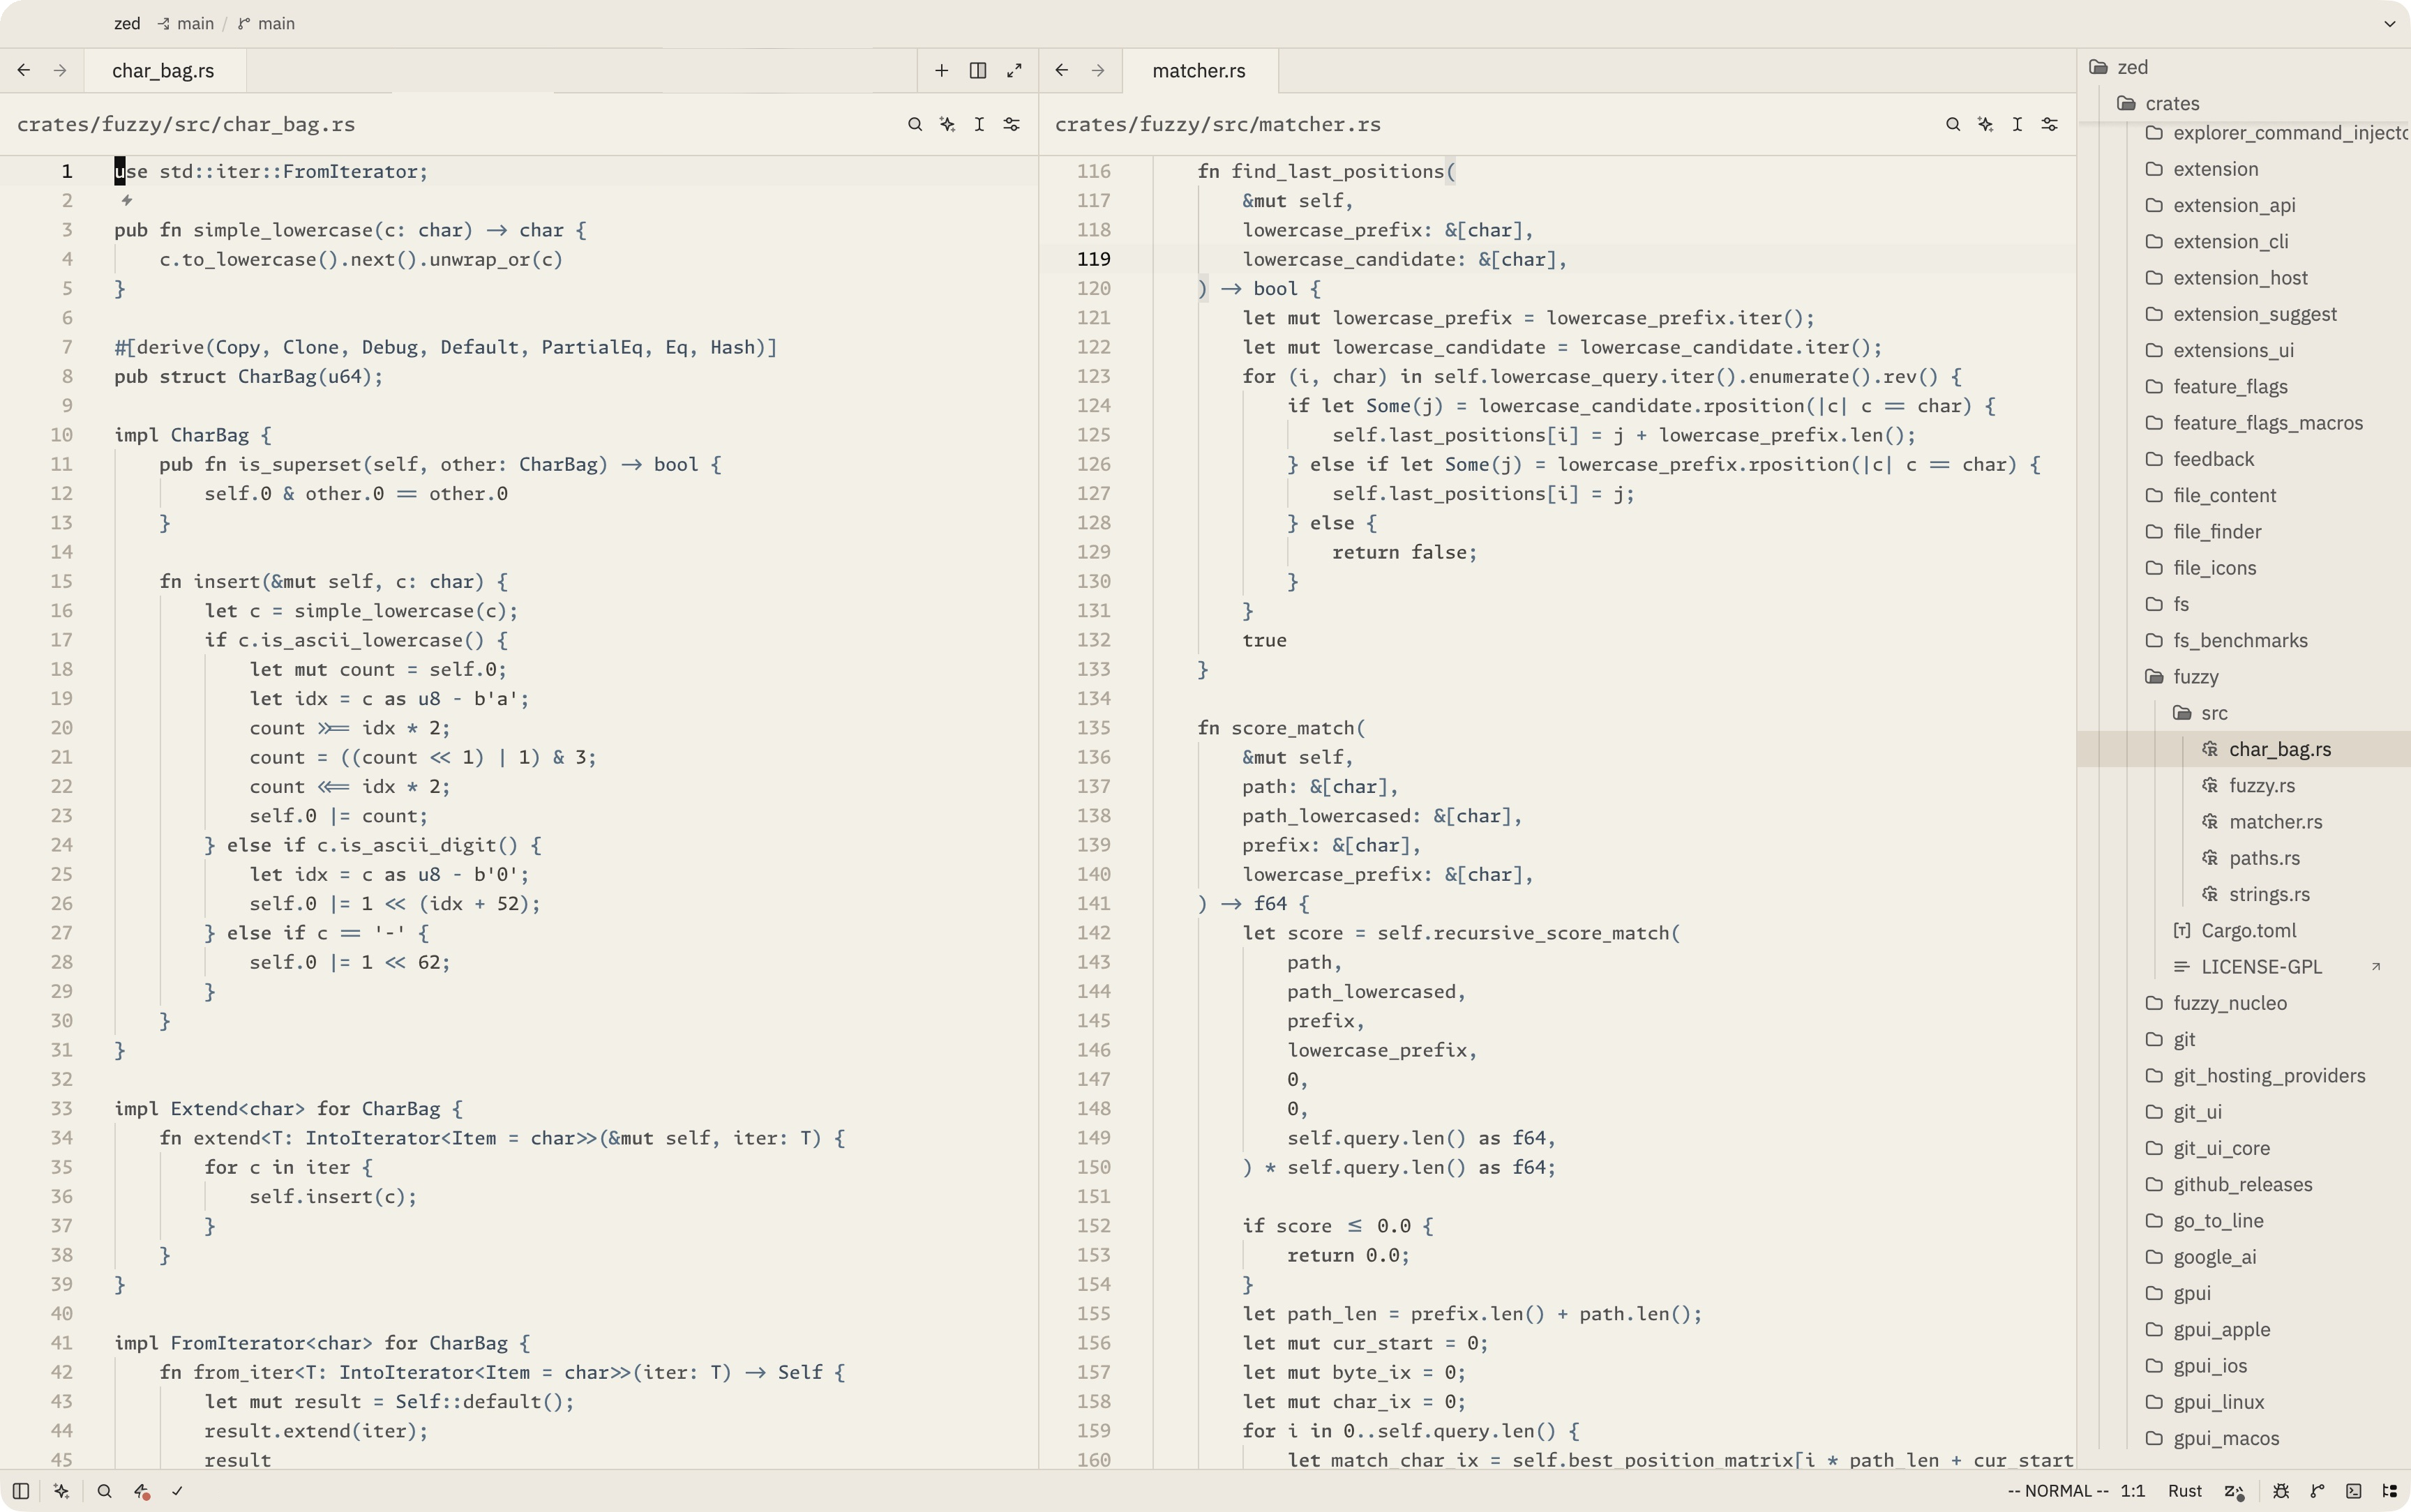 zed main / main
char_bag.rs
crates/fuzzy/src/char_bag.rs
1 use std::iter::FromIterator;
2
3 pub fn simple_lowercase(c: char) -> char {
4 c.to_lowercase().next().unwrap_or(c)
5 }
6
7 #[derive(Copy, Clone, Debug, Default, PartialEq, Eq, Hash)]
8 pub struct CharBag(u64);
9
10 impl CharBag {
11 pub fn is_superset(self, other: CharBag) -> bool {
12 self.0 & other.0 == other.0
13 }
14
15 fn insert(&mut self, c: char) {
16 let c = simple_lowercase(c);
17 if c.is_ascii_lowercase() {
18 let mut count = self.0;
19 let idx = c as u8 - b'a';
20 count >>= idx * 2;
21 count = ((count << 1) | 1) & 3;
22 count <<= idx * 2;
23 self.0 |= count;
24 } else if c.is_ascii_digit() {
25 let idx = c as u8 - b'0';
26 self.0 |= 1 << (idx + 52);
27 } else if c == '-' {
28 self.0 |= 1 << 62;
29 }
30 }
31 }
32
33 impl Extend<char> for CharBag {
34 fn extend<T: IntoIterator<Item = char>>(&mut self, iter: T) {
35 for c in iter {
36 self.insert(c);
37 }
38 }
39 }
40
41 impl FromIterator<char> for CharBag {
42 fn from_iter<T: IntoIterator<Item = char>>(iter: T) -> Self {
43 let mut result = Self::default();
44 result.extend(iter);
45 result
matcher.rs
crates/fuzzy/src/matcher.rs
116 fn find_last_positions(
117 &mut self,
118 lowercase_prefix: &[char],
119 lowercase_candidate: &[char],
120 ) -> bool {
121 let mut lowercase_prefix = lowercase_prefix.iter();
122 let mut lowercase_candidate = lowercase_candidate.iter();
123 for (i, char) in self.lowercase_query.iter().enumerate().rev() {
124 if let Some(j) = lowercase_candidate.rposition(|c| c == char) {
125 self.last_positions[i] = j + lowercase_prefix.len();
126 } else if let Some(j) = lowercase_prefix.rposition(|c| c == char) {
127 self.last_positions[i] = j;
128 } else {
129 return false;
130 }
131 }
132 true
133 }
134
135 fn score_match(
136 &mut self,
137 path: &[char],
138 path_lowercased: &[char],
139 prefix: &[char],
140 lowercase_prefix: &[char],
141 ) -> f64 {
142 let score = self.recursive_score_match(
143 path,
144 path_lowercased,
145 prefix,
146 lowercase_prefix,
147 0,
148 0,
149 self.query.len() as f64,
150 ) * self.query.len() as f64;
151
152 if score <= 0.0 {
153 return 0.0;
154 }
155 let path_len = prefix.len() + path.len();
156 let mut cur_start = 0;
157 let mut byte_ix = 0;
158 let mut char_ix = 0;
159 for i in 0..self.query.len() {
160 let match_char_ix = self.best_position_matrix[i * path_len + cur_start
zed
crates
explorer_command_injecto
extension
extension_api
extension_cli
extension_host
extension_suggest
extensions_ui
feature_flags
feature_flags_macros
feedback
file_content
file_finder
file_icons
fs
fs_benchmarks
fuzzy
src
char_bag.rs
fuzzy.rs
matcher.rs
paths.rs
strings.rs
Cargo.toml
LICENSE-GPL
fuzzy_nucleo
git
git_hosting_providers
git_ui
git_ui_core
github_releases
go_to_line
google_ai
gpui
gpui_apple
gpui_ios
gpui_linux
gpui_macos
-- NORMAL -- 1:1 Rust